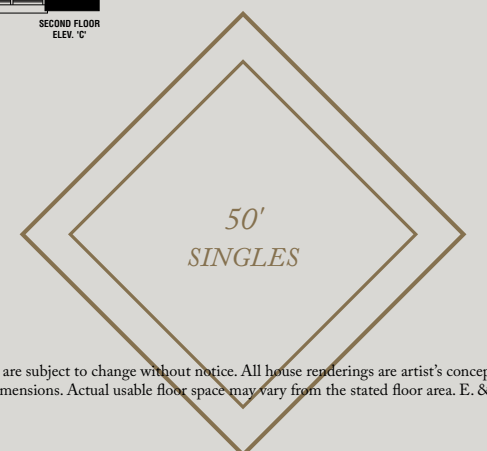 SECOND FLOOR
ELEV. 'C'
50'
SINGLES
are subject to change without notice. All house renderings are artist's concep
mensions. Actual usable floor space may vary from the stated floor area. E. &